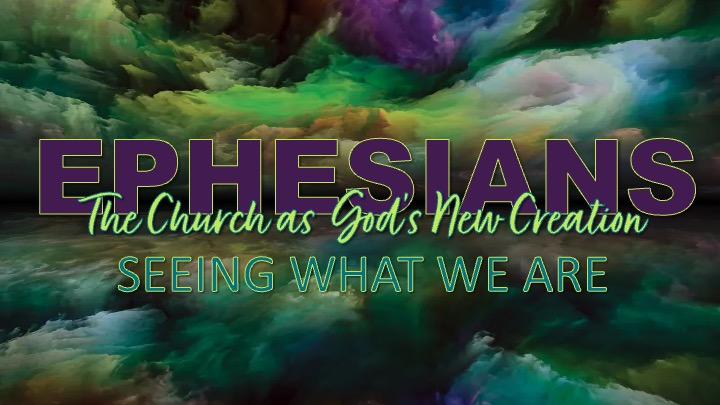 EPHESIANS
The Church as God's New Creation
SEEING WHAT WE ARE